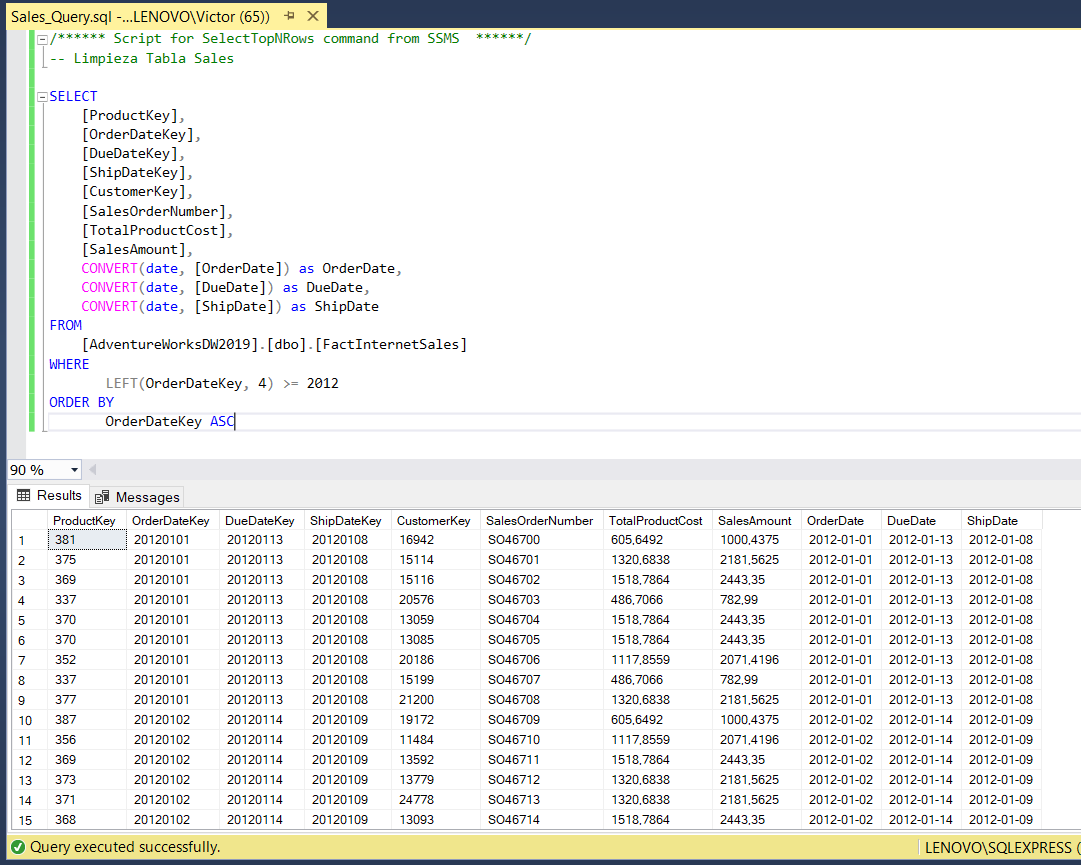 Sales_Query.sql -...LENOVO\Victor (65))
/****** Script for SelectTopNRows command from SSMS  ******/
-- Limpieza Tabla Sales
SELECT
[ProductKey],
[OrderDateKey],
[DueDateKey],
[ShipDateKey],
[CustomerKey],
[SalesOrderNumber],
[TotalProductCost],
[SalesAmount],
CONVERT(date, [OrderDate]) as OrderDate,
CONVERT(date, [DueDate]) as DueDate,
CONVERT(date, [ShipDate]) as ShipDate
FROM
[AdventureWorksDW2019].[dbo].[FactInternetSales]
WHERE
LEFT(OrderDateKey, 4) >= 2012
ORDER BY
OrderDateKey ASC
90 %
Results Messages
ProductKey OrderDateKey DueDateKey ShipDateKey CustomerKey SalesOrderNumber TotalProductCost SalesAmount OrderDate DueDate ShipDate
1 381 20120101 20120113 20120108 16942 SO46700 605,6492 1000,4375 2012-01-01 2012-01-13 2012-01-08
2 375 20120101 20120113 20120108 15114 SO46701 1320,6838 2181,5625 2012-01-01 2012-01-13 2012-01-08
3 369 20120101 20120113 20120108 15116 SO46702 1518,7864 2443,35 2012-01-01 2012-01-13 2012-01-08
4 337 20120101 20120113 20120108 20576 SO46703 486,7066 782,99 2012-01-01 2012-01-13 2012-01-08
5 370 20120101 20120113 20120108 13059 SO46704 1518,7864 2443,35 2012-01-01 2012-01-13 2012-01-08
6 370 20120101 20120113 20120108 13085 SO46705 1518,7864 2443,35 2012-01-01 2012-01-13 2012-01-08
7 352 20120101 20120113 20120108 20186 SO46706 1117,8559 2071,4196 2012-01-01 2012-01-13 2012-01-08
8 337 20120101 20120113 20120108 15199 SO46707 486,7066 782,99 2012-01-01 2012-01-13 2012-01-08
9 377 20120101 20120113 20120108 21200 SO46708 1320,6838 2181,5625 2012-01-01 2012-01-13 2012-01-08
10 387 20120102 20120114 20120109 19172 SO46709 605,6492 1000,4375 2012-01-02 2012-01-14 2012-01-09
11 356 20120102 20120114 20120109 11484 SO46710 1117,8559 2071,4196 2012-01-02 2012-01-14 2012-01-09
12 369 20120102 20120114 20120109 13592 SO46711 1518,7864 2443,35 2012-01-02 2012-01-14 2012-01-09
13 373 20120102 20120114 20120109 13779 SO46712 1320,6838 2181,5625 2012-01-02 2012-01-14 2012-01-09
14 371 20120102 20120114 20120109 24778 SO46713 1320,6838 2181,5625 2012-01-02 2012-01-14 2012-01-09
15 368 20120102 20120114 20120109 13093 SO46714 1518,7864 2443,35 2012-01-02 2012-01-14 2012-01-09
Query executed successfully. LENOVO\SQLEXPRESS (